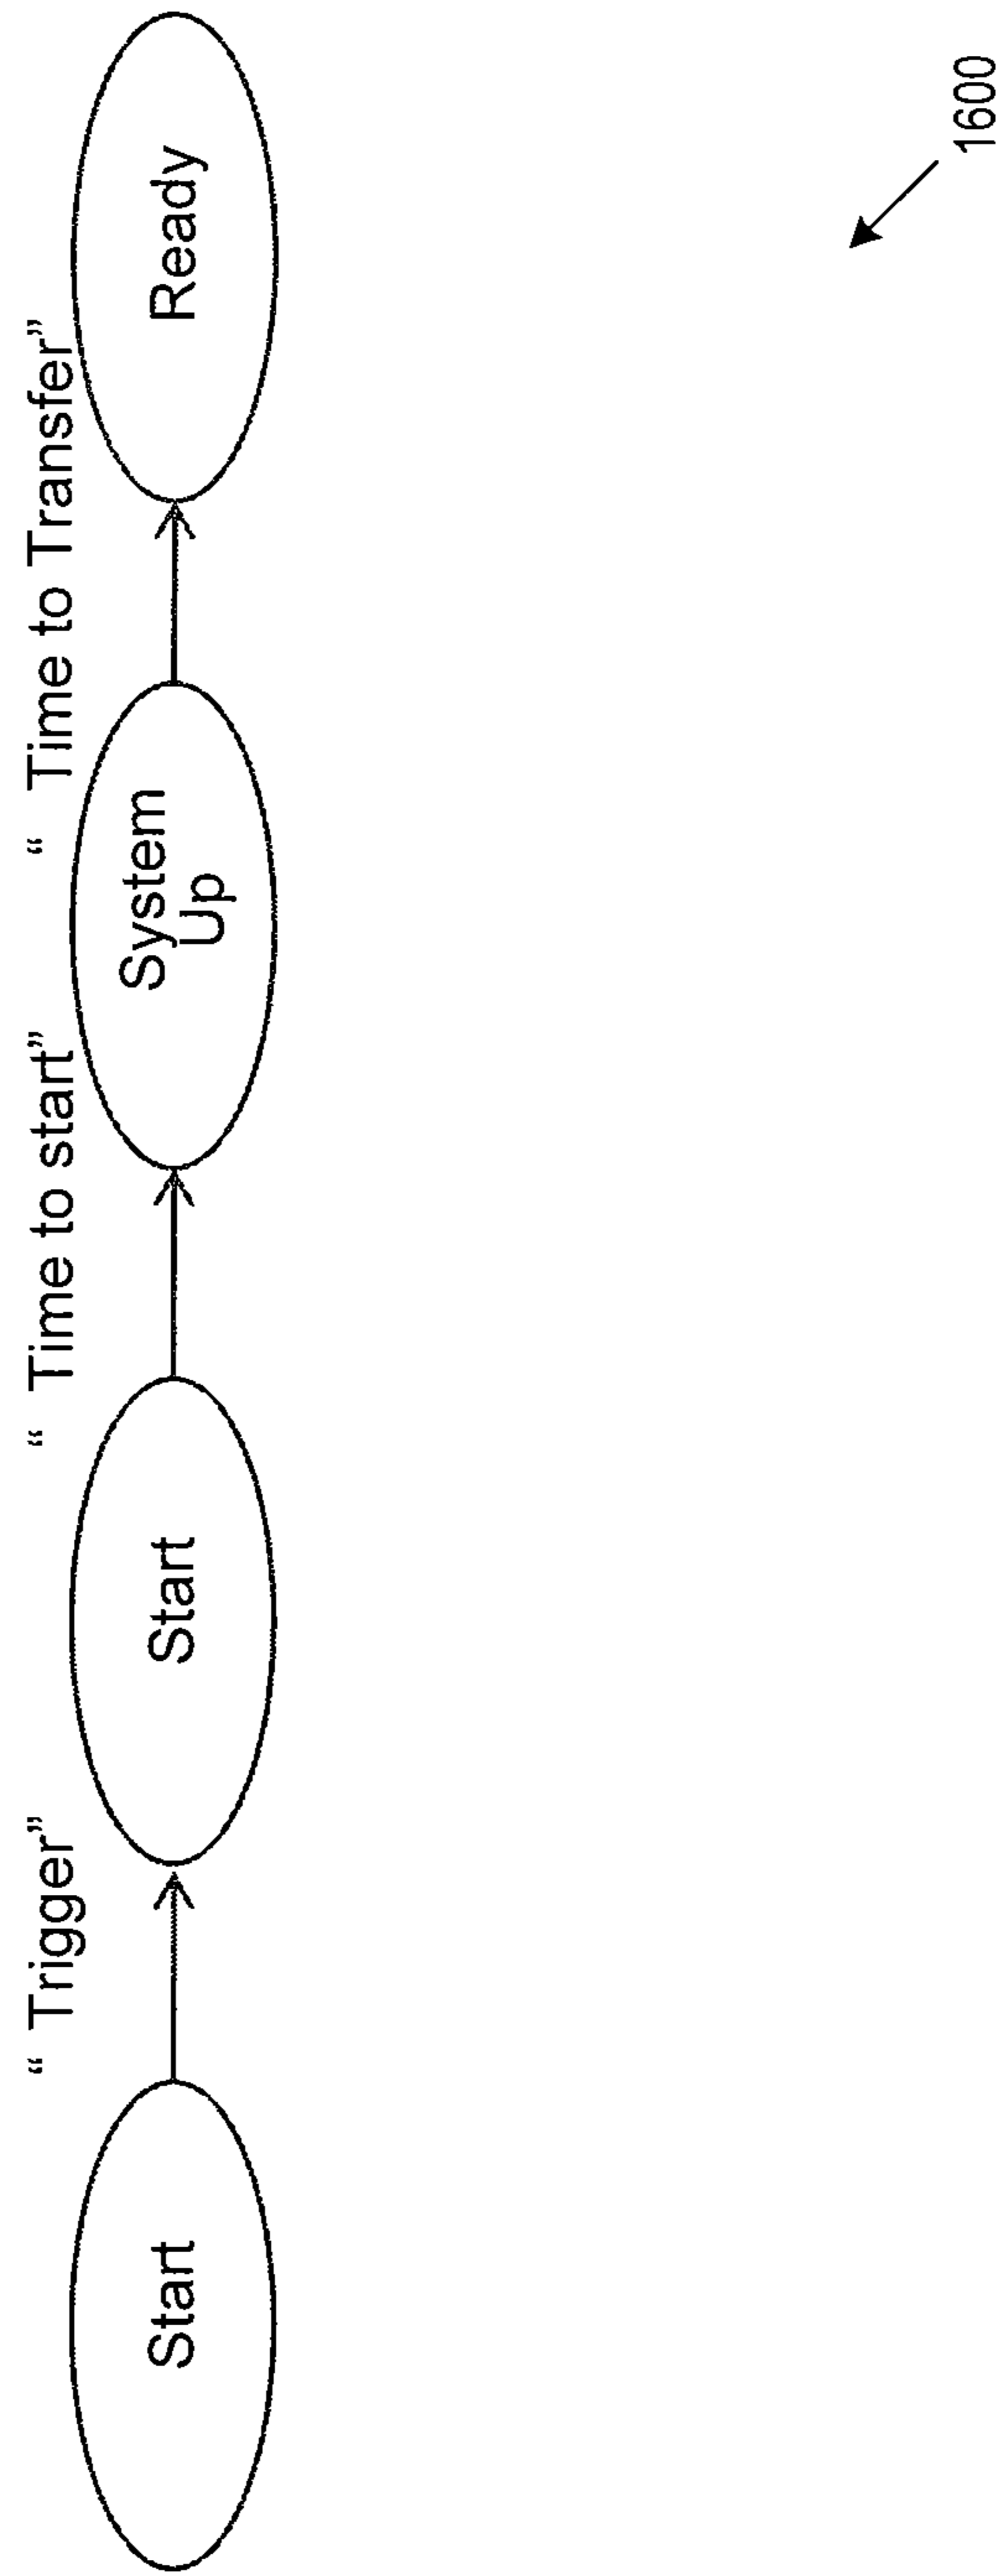 “ Trigger”
“ Time to start”
“ Time to Transfer”
Start
Start
System
Up
Ready
1600